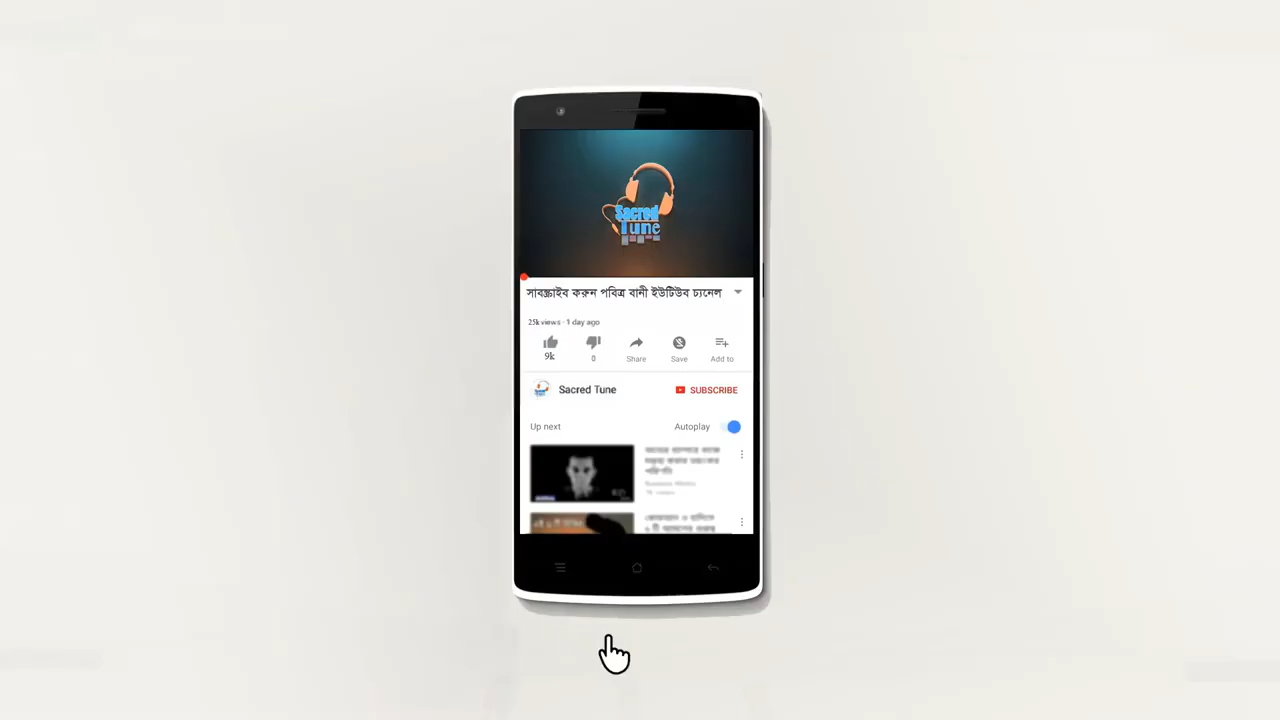 Sacred
Tune
সাবস্ক্রাইব করুন পবিত্র বানী ইউটিউব চ্যনেল
25k views · 1 day ago
9k
0
Share
Save
Add to
Sacred Tune
SUBSCRIBE
Up next
Autoplay